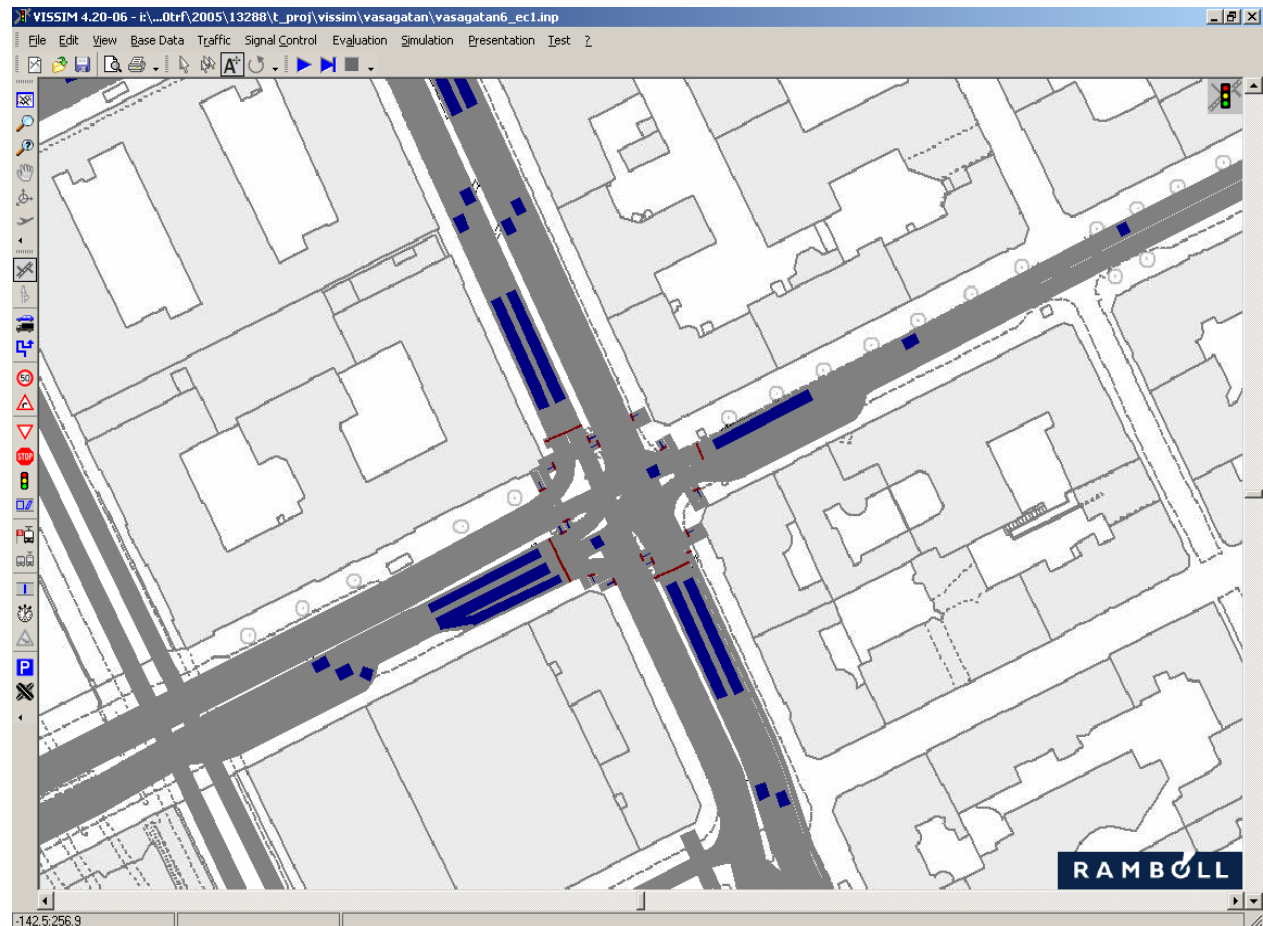 VISSIM 4.20-06 - i:\...0trf\2005\13288\t_proj\vissim\vasagatan\vasagatan6_ec1.inp
File Edit View Base Data Traffic Signal Control Evaluation Simulation Presentation Test ?
A
50
STOP
P
RAMBOLL
-142.5:256.9